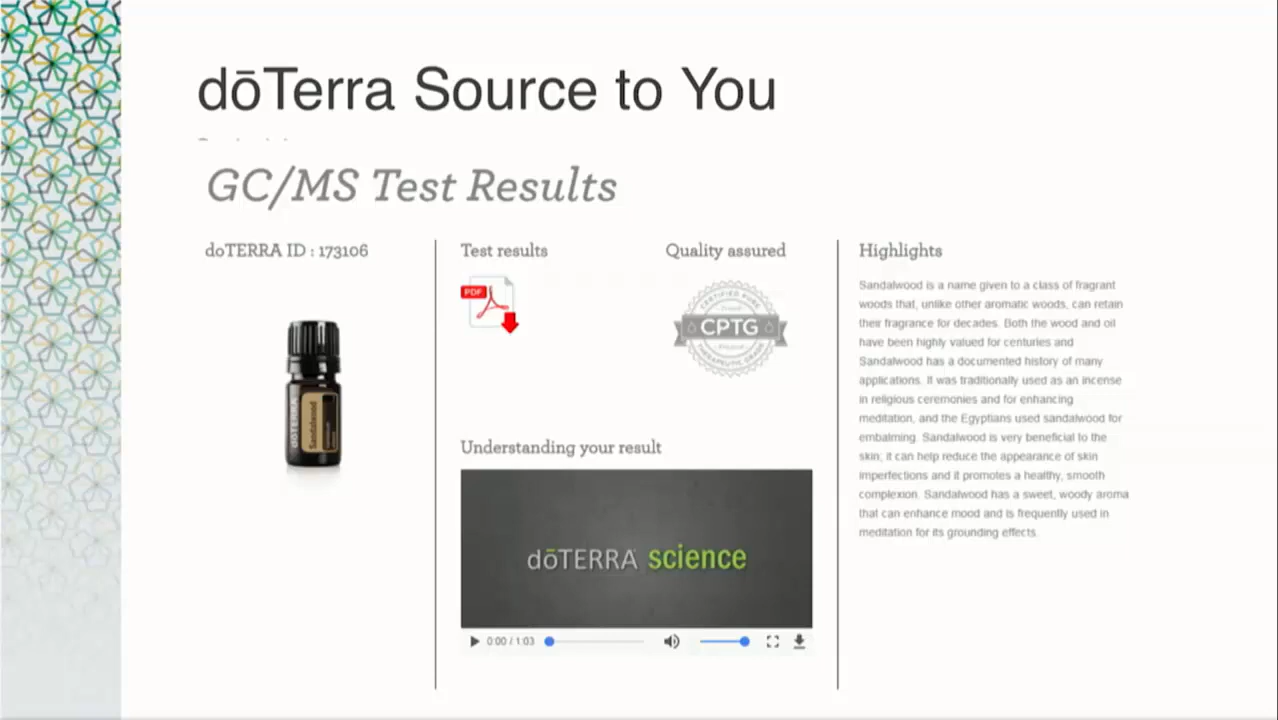 dōTerra Source to You
GC/MS Test Results
doTERRA ID : 173106
Test results
PDF
Quality assured
CERTIFIED PURE
CPTG
THERAPEUTIC GRADE
dōTERRA
Sandalwood
Understanding your result
dōTERRA science
0:00 / 1:03
Highlights
Sandalwood is a name given to a class of fragrant
woods that, unlike other aromatic woods, can retain
their fragrance for decades. Both the wood and oil
have been highly valued for centuries and
Sandalwood has a documented history of many
applications. It was traditionally used as an incense
in religious ceremonies and for enhancing
meditation, and the Egyptians used sandalwood for
embalming. Sandalwood is very beneficial to the
skin; it can help reduce the appearance of skin
imperfections and it promotes a healthy, smooth
complexion. Sandalwood has a sweet, woody aroma
that can enhance mood and is frequently used in
meditation for its grounding effects.